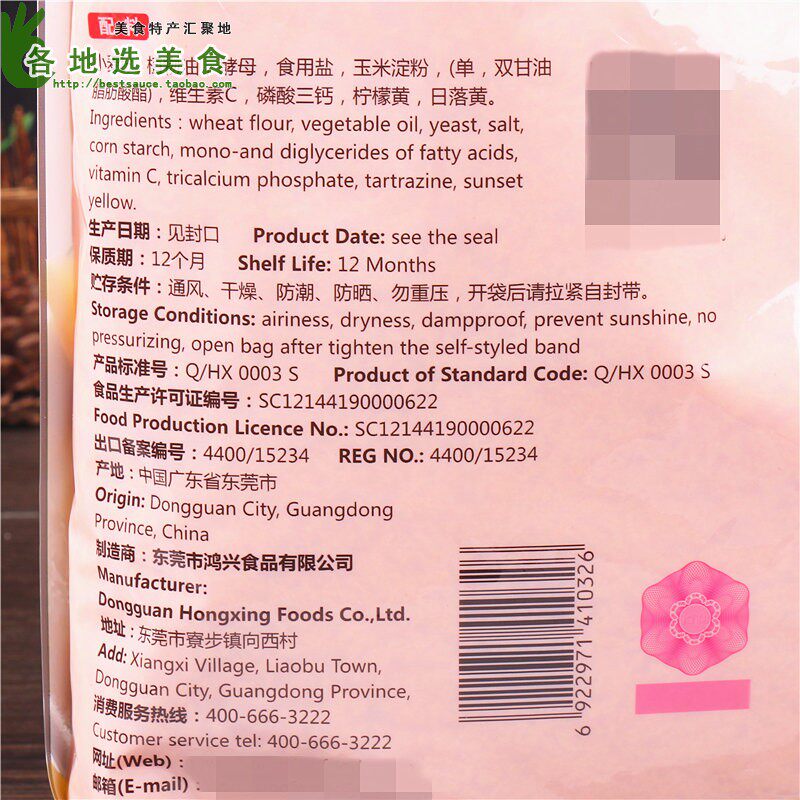 美食特产汇聚地
各地选美食
http://bestsauce.taobao.com
配料
油，酵母，食用盐，玉米淀粉，(单，双甘油
脂肪酸酯)，维生素C，磷酸三钙，柠檬黄，日落黄。
Ingredients : wheat flour, vegetable oil, yeast, salt,
corn starch, mono-and diglycerides of fatty acids,
vitamin C, tricalcium phosphate, tartrazine, sunset
yellow.
生产日期：见封口 Product Date: see the seal
保质期：12个月 Shelf Life: 12 Months
贮存条件：通风、干燥、防潮、防晒、勿重压，开袋后请拉紧自封带。
Storage Conditions: airiness, dryness, dampproof, prevent sunshine, no
pressurizing, open bag after tighten the self-styled band
产品标准号：Q/HX 0003 S Product of Standard Code: Q/HX 0003 S
食品生产许可证编号：SC12144190000622
Food Production Licence No.: SC12144190000622
出口备案编号：4400/15234 REG NO.: 4400/15234
产地：中国广东省东莞市
Origin: Dongguan City, Guangdong
Province, China
制造商：东莞市鸿兴食品有限公司
Manufacturer:
Dongguan Hongxing Foods Co.,Ltd.
地址：东莞市寮步镇向西村
Add: Xiangxi Village, Liaobu Town,
Dongguan City, Guangdong Province,
消费服务热线：400-666-3222
Customer service tel: 400-666-3222
网址(Web)：
邮箱(E-mail)：
6 922971 410326